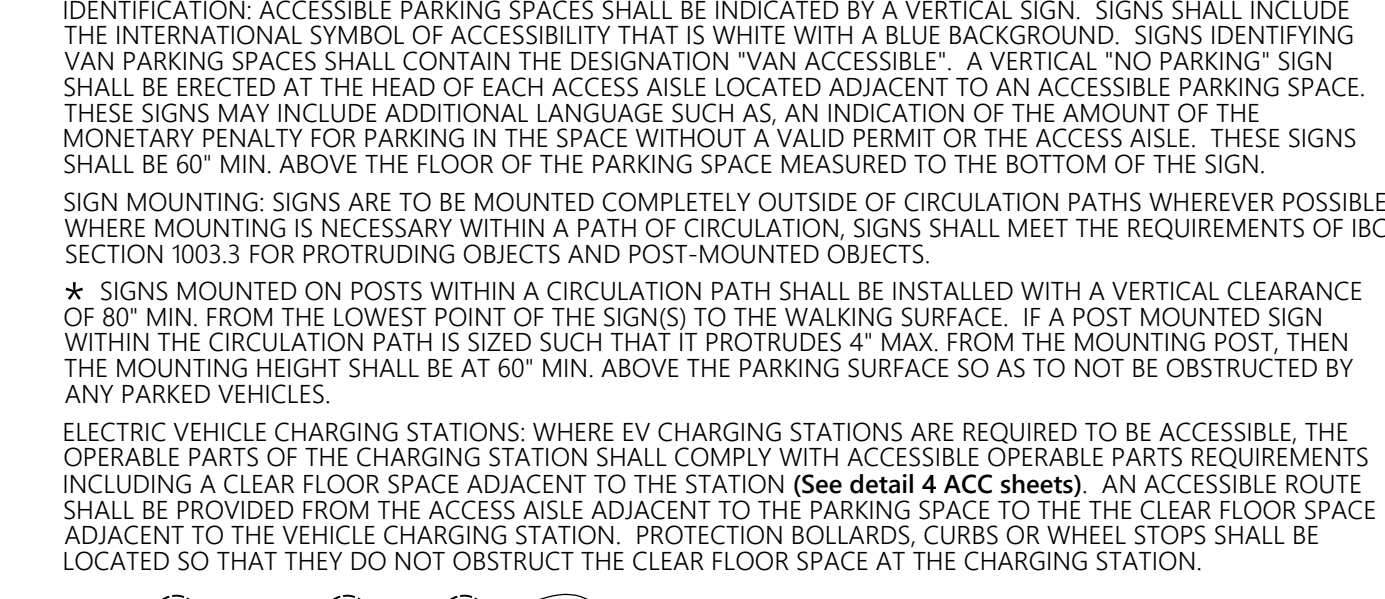 IDENTIFICATION: ACCESSIBLE PARKING SPACES SHALL BE INDICATED BY A VERTICAL SIGN. SIGNS SHALL INCLUDE
THE INTERNATIONAL SYMBOL OF ACCESSIBILITY THAT IS WHITE WITH A BLUE BACKGROUND. SIGNS IDENTIFYING
VAN PARKING SPACES SHALL CONTAIN THE DESIGNATION "VAN ACCESSIBLE". A VERTICAL "NO PARKING" SIGN
SHALL BE ERECTED AT THE HEAD OF EACH ACCESS AISLE LOCATED ADJACENT TO AN ACCESSIBLE PARKING SPACE.
THESE SIGNS MAY INCLUDE ADDITIONAL LANGUAGE SUCH AS, AN INDICATION OF THE AMOUNT OF THE
MONETARY PENALTY FOR PARKING IN THE SPACE WITHOUT A VALID PERMIT OR THE ACCESS AISLE. THESE SIGNS
SHALL BE 60" MIN. ABOVE THE FLOOR OF THE PARKING SPACE MEASURED TO THE BOTTOM OF THE SIGN.
SIGN MOUNTING: SIGNS ARE TO BE MOUNTED COMPLETELY OUTSIDE OF CIRCULATION PATHS WHEREVER POSSIBLE
WHERE MOUNTING IS NECESSARY WITHIN A PATH OF CIRCULATION, SIGNS SHALL MEET THE REQUIREMENTS OF IBC
SECTION 1003.3 FOR PROTRUDING OBJECTS AND POST-MOUNTED OBJECTS.
* SIGNS MOUNTED ON POSTS WITHIN A CIRCULATION PATH SHALL BE INSTALLED WITH A VERTICAL CLEARANCE
OF 80" MIN. FROM THE LOWEST POINT OF THE SIGN(S) TO THE WALKING SURFACE. IF A POST MOUNTED SIGN
WITHIN THE CIRCULATION PATH IS SIZED SUCH THAT IT PROTRUDES 4" MAX. FROM THE MOUNTING POST, THEN
THE MOUNTING HEIGHT SHALL BE AT 60" MIN. ABOVE THE PARKING SURFACE SO AS TO NOT BE OBSTRUCTED BY
ANY PARKED VEHICLES.
ELECTRIC VEHICLE CHARGING STATIONS: WHERE EV CHARGING STATIONS ARE REQUIRED TO BE ACCESSIBLE, THE
OPERABLE PARTS OF THE CHARGING STATION SHALL COMPLY WITH ACCESSIBLE OPERABLE PARTS REQUIREMENTS
INCLUDING A CLEAR FLOOR SPACE ADJACENT TO THE STATION (See detail 4 ACC sheets). AN ACCESSIBLE ROUTE
SHALL BE PROVIDED FROM THE ACCESS AISLE ADJACENT TO THE PARKING SPACE TO THE THE CLEAR FLOOR SPACE
ADJACENT TO THE VEHICLE CHARGING STATION. PROTECTION BOLLARDS, CURBS OR WHEEL STOPS SHALL BE
LOCATED SO THAT THEY DO NOT OBSTRUCT THE CLEAR FLOOR SPACE AT THE CHARGING STATION.